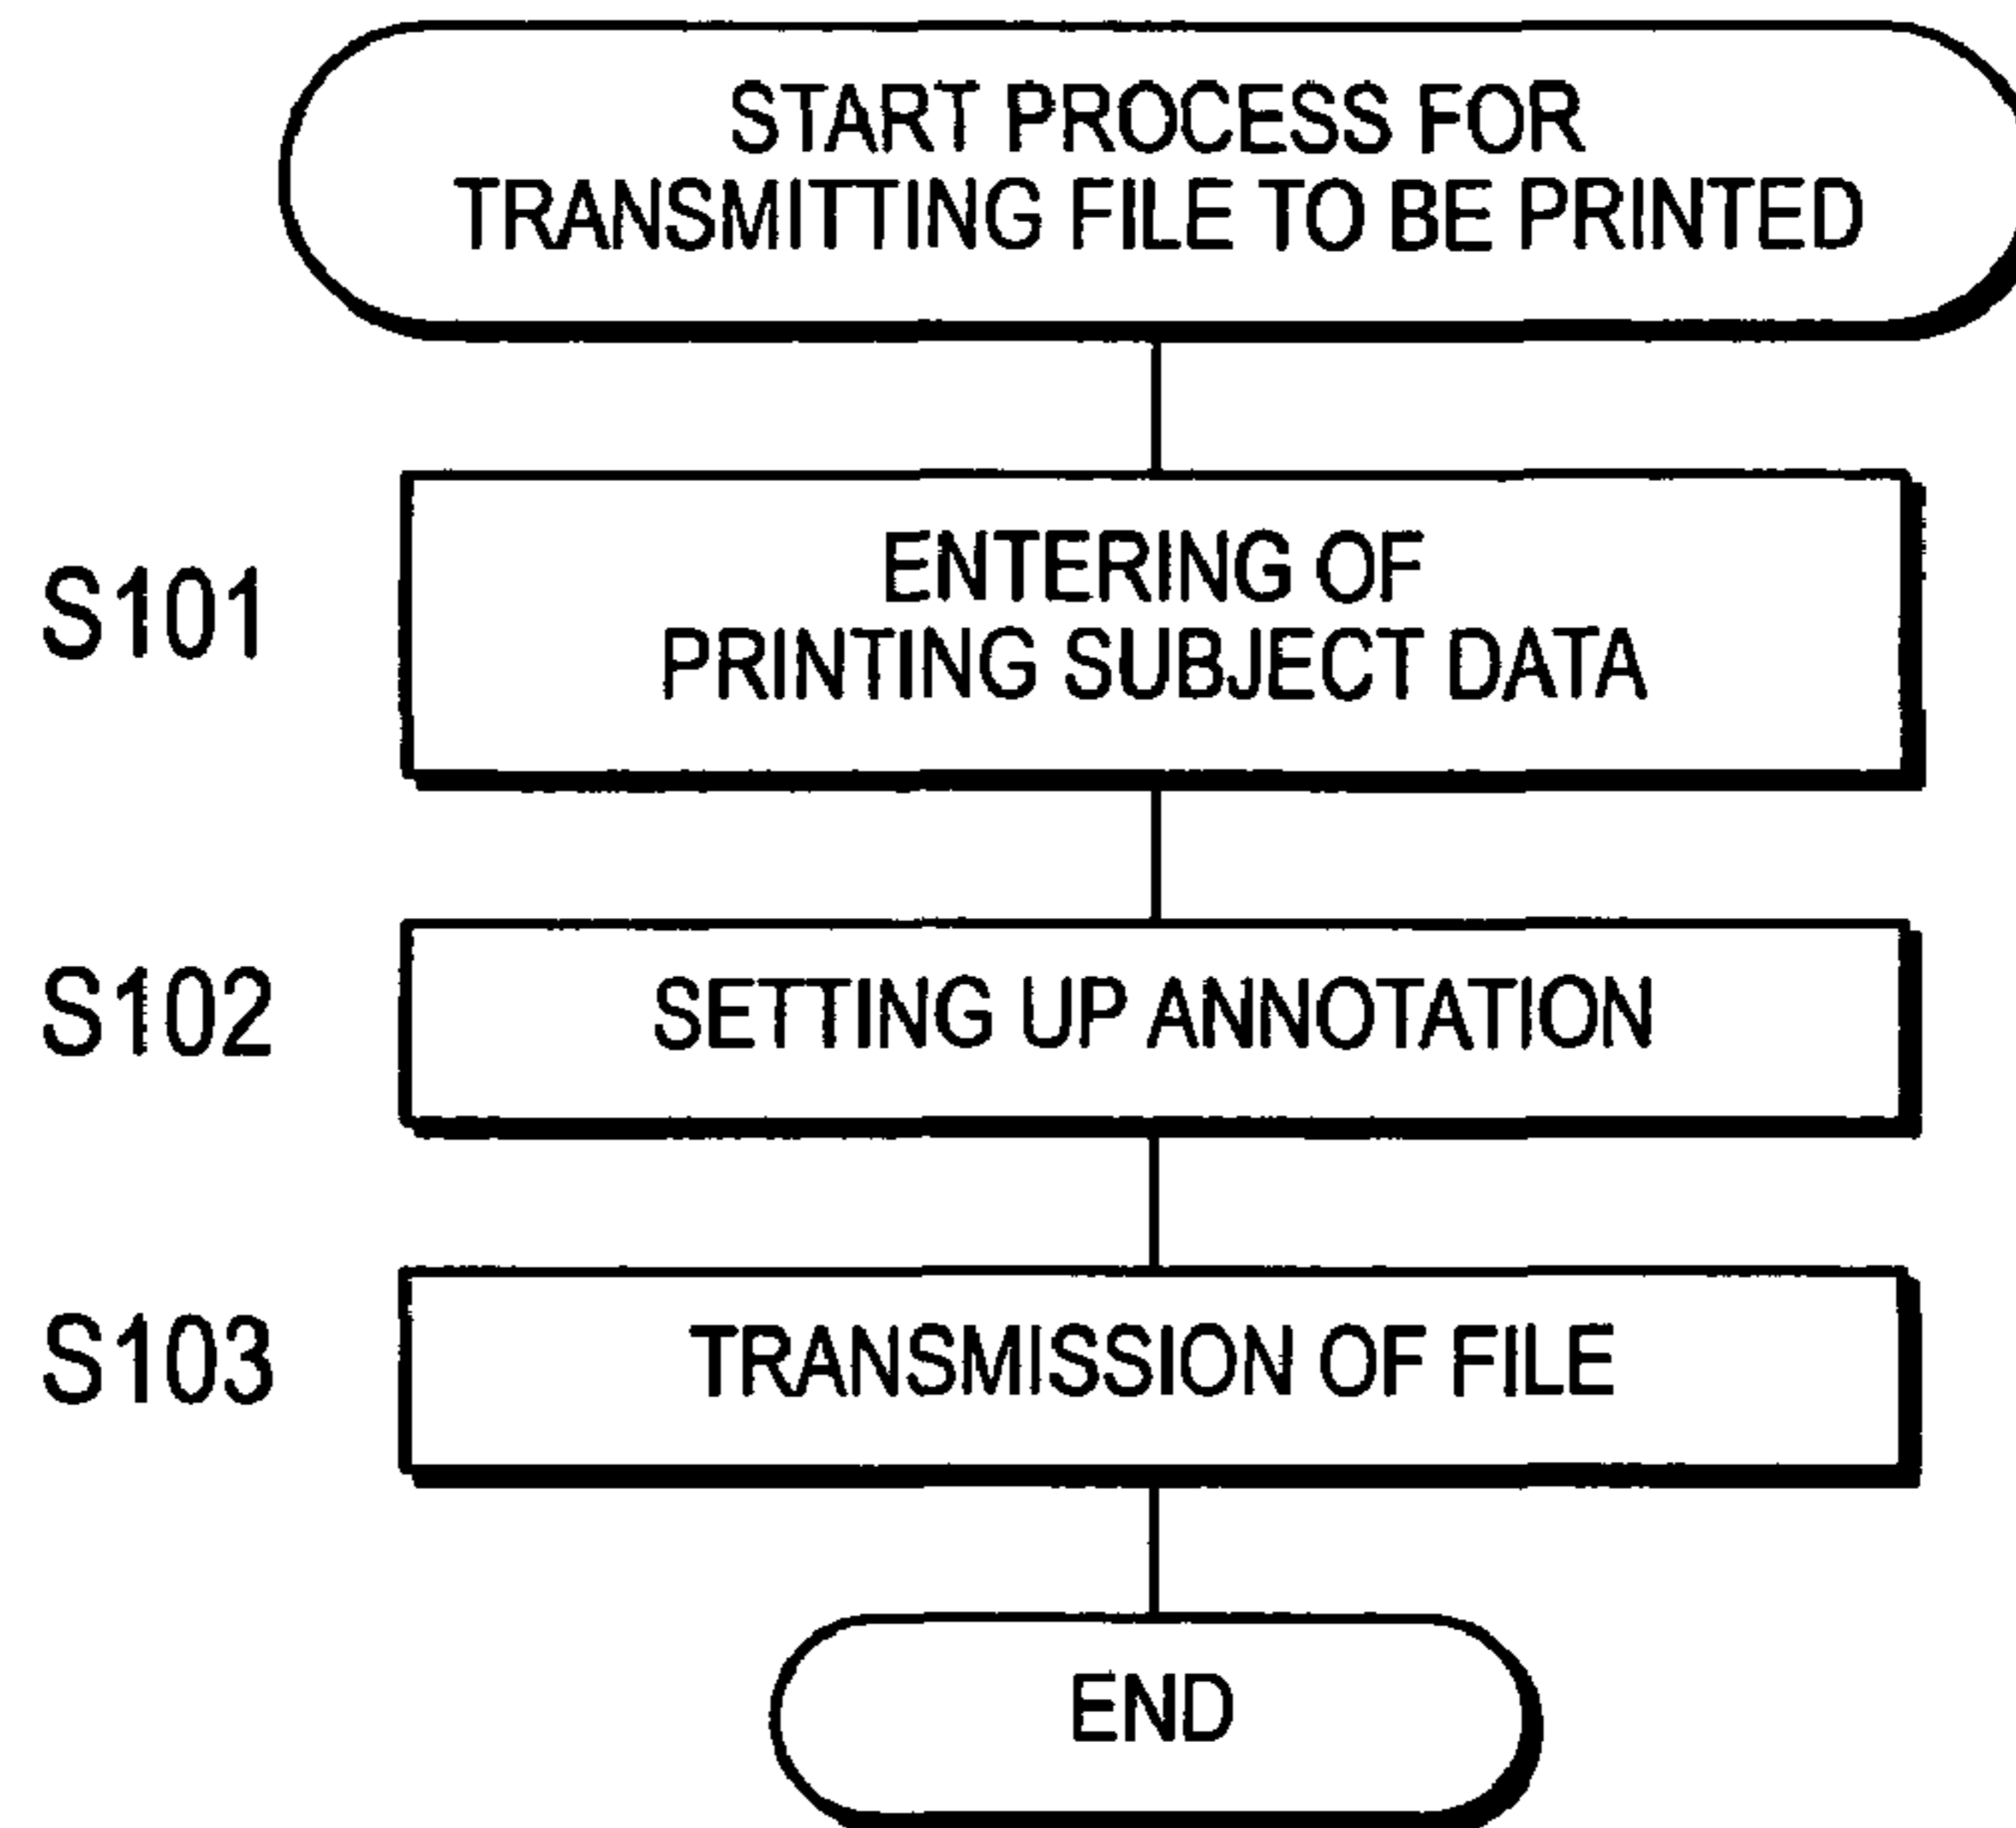 START PROCESS FOR
TRANSMITTING FILE TO BE PRINTED
S101
ENTERING OF
PRINTING SUBJECT DATA
S102
SETTING UP ANNOTATION
S103
TRANSMISSION OF FILE
END